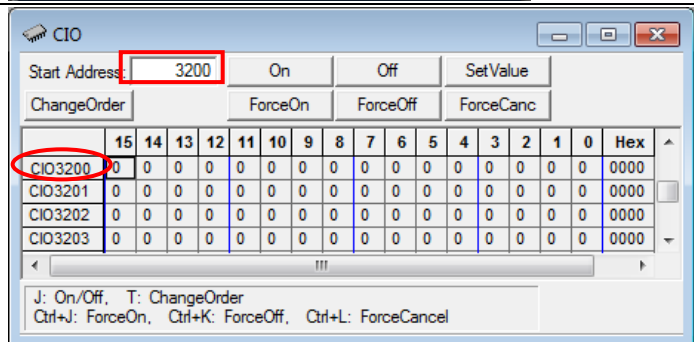 CIO
Start Address: 3200 On Off SetValue
ChangeOrder ForceOn ForceOff ForceCanc
15 14 13 12 11 10 9 8 7 6 5 4 3 2 1 0 Hex
CIO3200 0 0 0 0 0 0 0 0 0 0 0 0 0 0 0 0 0000
CIO3201 0 0 0 0 0 0 0 0 0 0 0 0 0 0 0 0 0000
CIO3202 0 0 0 0 0 0 0 0 0 0 0 0 0 0 0 0 0000
CIO3203 0 0 0 0 0 0 0 0 0 0 0 0 0 0 0 0 0000
J: On/Off, T: ChangeOrder
Ctrl+J: ForceOn, Ctrl+K: ForceOff, Ctrl+L: ForceCancel